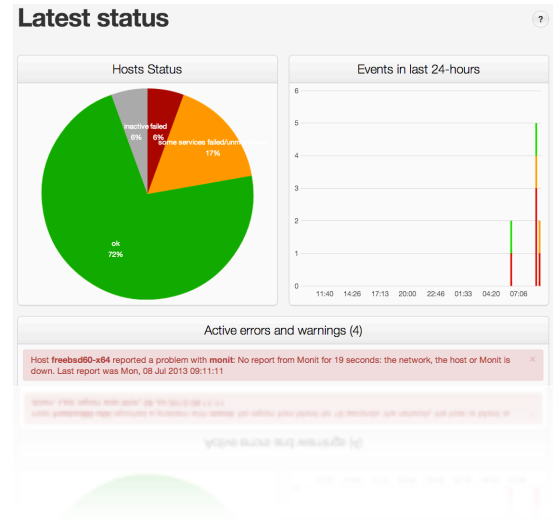 Latest status
?
Hosts Status
Events in last 24-hours
inactive
6%
failed
6%
some services failed/unm
17%
ok
72%
6
5
4
3
2
1
0
11:40 14:26 17:13 20:00 22:46 01:33 04:20 07:06
Active errors and warnings (4)
Host freebsd60-x64 reported a problem with monit: No report from Monit for 19 seconds: the network, the host or Monit is
down. Last report was Mon, 08 Jul 2013 09:11:11
×